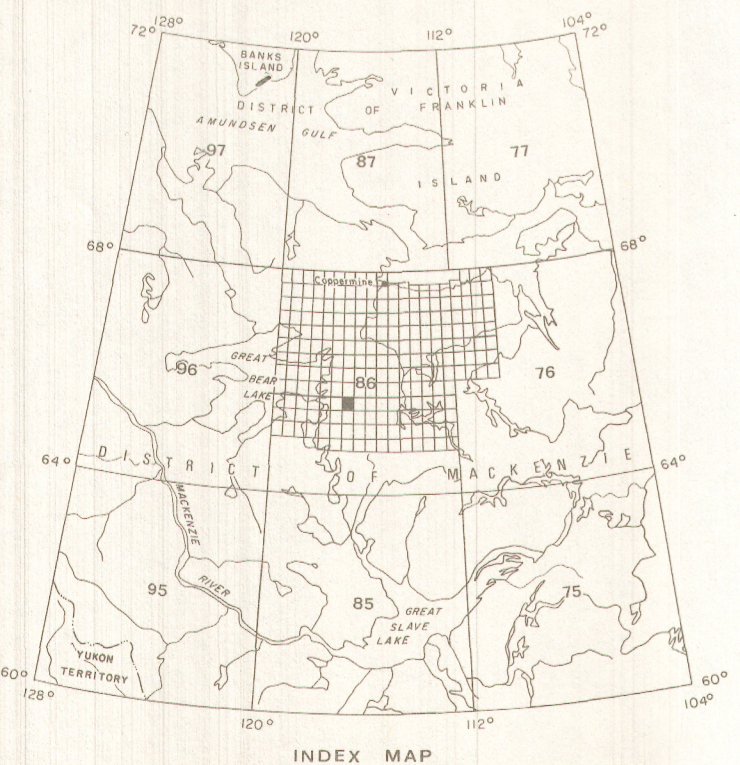 128° 120° 112° 104°
72° 72°
BANKS
ISLAND
VICTORIA
DISTRICT OF FRANKLIN
AMUNDSEN GULF
97 87 77
ISLAND
68° 68°
Coppermine
GREAT
96 86 76
BEAR
LAKE
DISTRICT OF MACKENZIE
64° 64°
MACKENZIE
RIVER
95 85 75
GREAT
SLAVE
LAKE
YUKON
TERRITORY
60° 60°
128° 120° 112° 104°
INDEX MAP